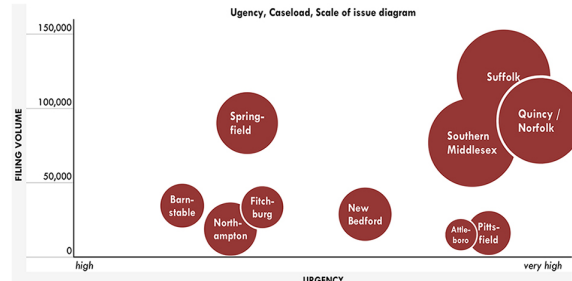 Ugency, Caseload, Scale of issue diagram
150,000
100,000
50,000
0
FILING VOLUME
Suffolk
Quincy /
Norfolk
Southern
Middlesex
Spring-
field
Barn-
stable
Fitch-
burg
North-
ampton
New
Bedford
Attle-
boro
Pitts-
field
high
very high
URGENCY